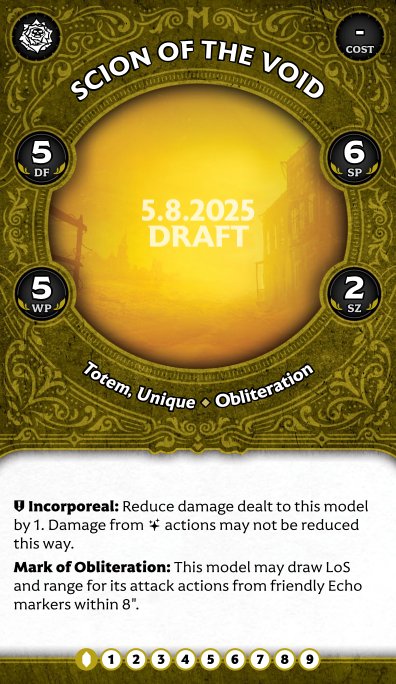 -
COST
SCION OF THE VOID
5
DF
6
SP
5.8.2025
DRAFT
5
WP
2
SZ
Totem, Unique ⬥ Obliteration
Incorporeal: Reduce damage dealt to this model
by 1. Damage from actions may not be reduced
this way.
Mark of Obliteration: This model may draw LoS
and range for its attack actions from friendly Echo
markers within 8".
1 2 3 4 5 6 7 8 9